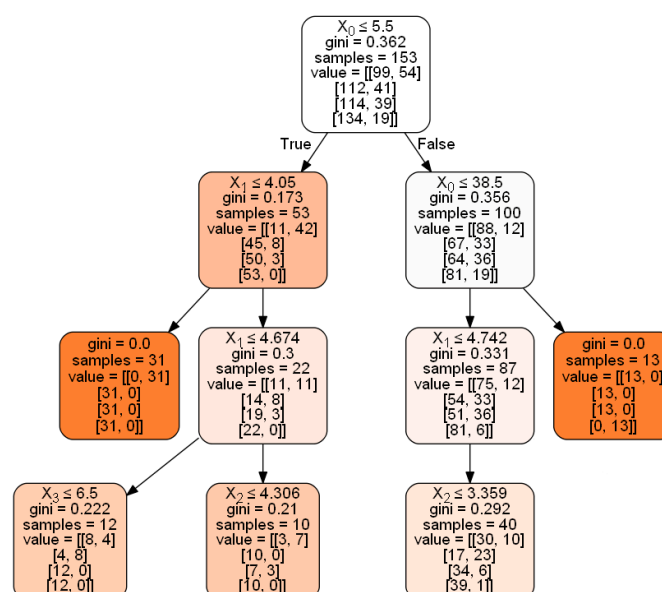 X0 ≤ 5.5
gini = 0.362
samples = 153
value = [[99, 54]
[112, 41]
[114, 39]
[134, 19]]
True
False
X1 ≤ 4.05
gini = 0.173
samples = 53
value = [[11, 42]
[45, 8]
[50, 3]
[53, 0]]
X0 ≤ 38.5
gini = 0.356
samples = 100
value = [[88, 12]
[67, 33]
[64, 36]
[81, 19]]
gini = 0.0
samples = 31
value = [[0, 31]
[31, 0]
[31, 0]
[31, 0]]
X1 ≤ 4.674
gini = 0.3
samples = 22
value = [[11, 11]
[14, 8]
[19, 3]
[22, 0]]
X1 ≤ 4.742
gini = 0.331
samples = 87
value = [[75, 12]
[54, 33]
[51, 36]
[81, 6]]
gini = 0.0
samples = 13
value = [[13, 0]
[13, 0]
[13, 0]
[0, 13]]
X3 ≤ 6.5
gini = 0.222
samples = 12
value = [[8, 4]
[4, 8]
[12, 0]
[12, 0]]
X2 ≤ 4.306
gini = 0.21
samples = 10
value = [[3, 7]
[10, 0]
[7, 3]
[10, 0]]
X2 ≤ 3.359
gini = 0.292
samples = 40
value = [[30, 10]
[17, 23]
[34, 6]
[39, 1]]